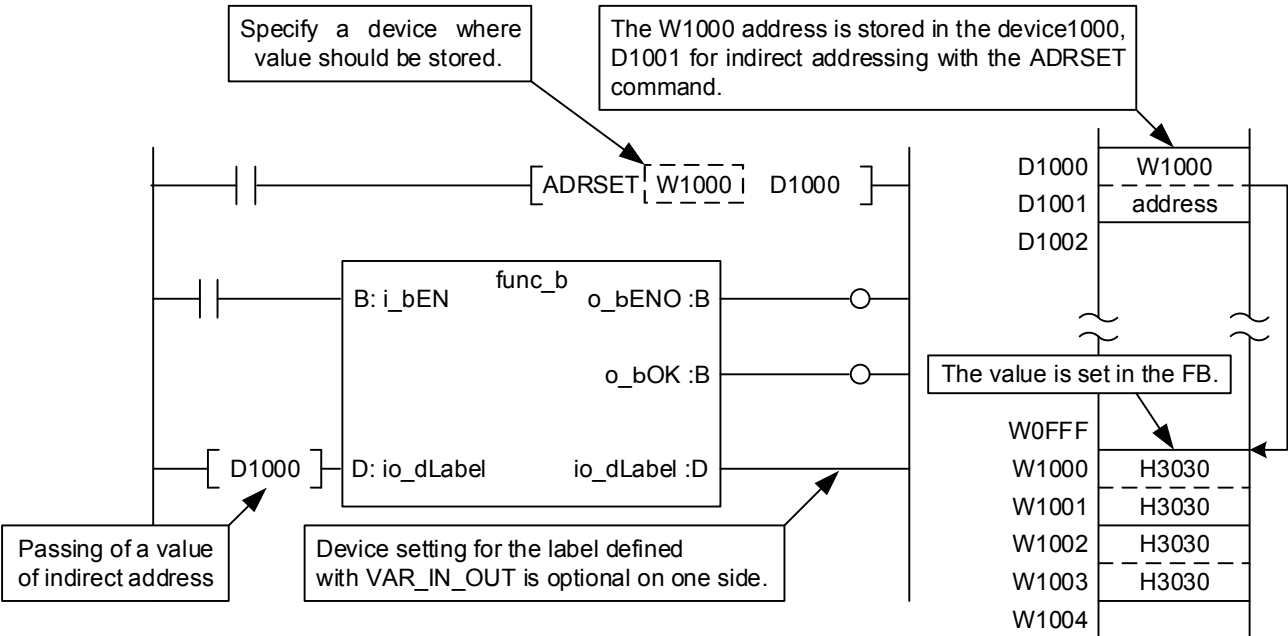 Specify a device where
value should be stored.
The W1000 address is stored in the device1000,
D1001 for indirect addressing with the ADRSET
command.
ADRSET W1000 D1000
D1000 W1000
D1001 address
D1002
func_b
B: i_bEN o_bENO :B
o_bOK :B
The value is set in the FB.
W0FFF
D1000 D: io_dLabel io_dLabel :D
W1000 H3030
W1001 H3030
W1002 H3030
W1003 H3030
W1004
Passing of a value
of indirect address
Device setting for the label defined
with VAR_IN_OUT is optional on one side.